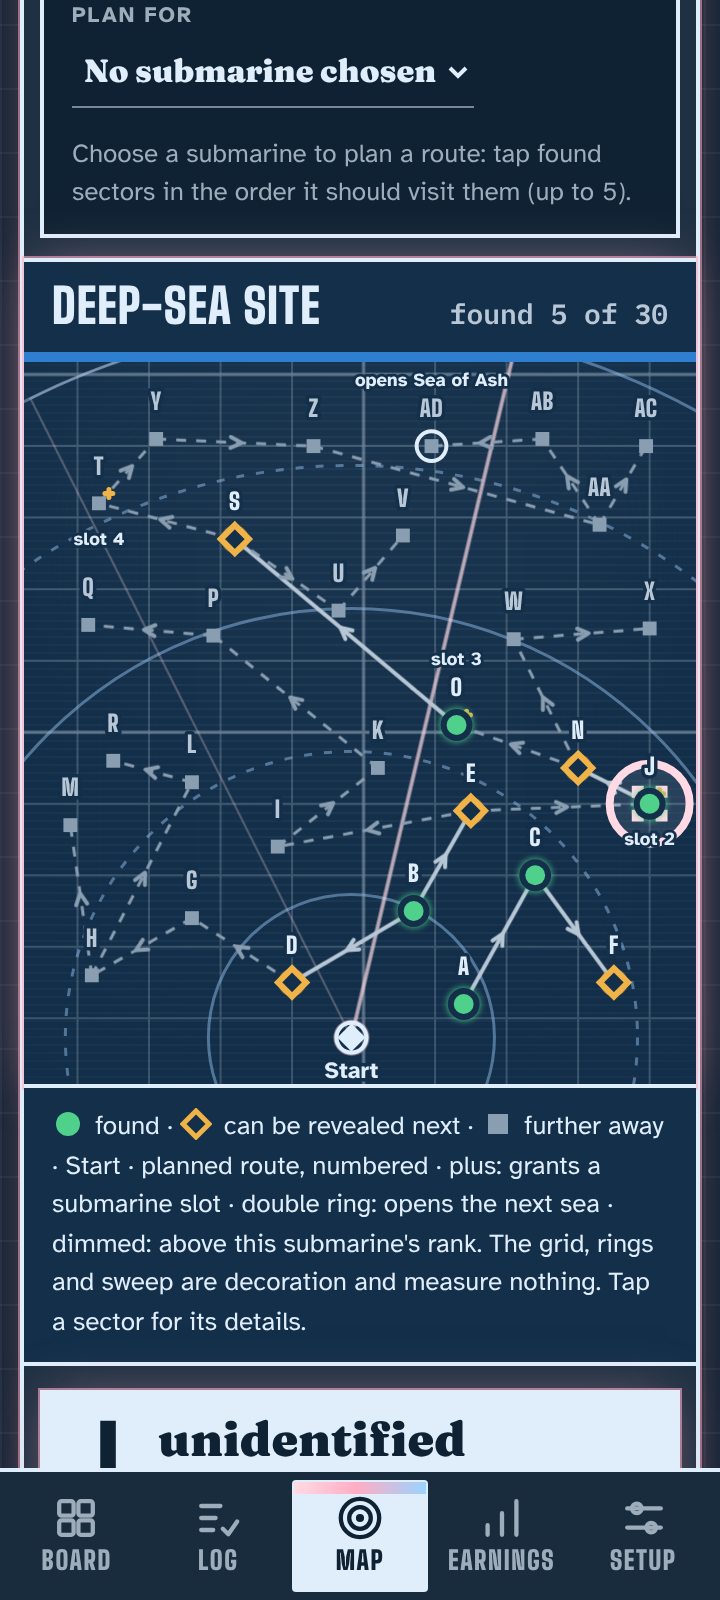 PLAN FOR
No submarine chosen
Choose a submarine to plan a route: tap found
sectors in the order it should visit them (up to 5).
DEEP-SEA SITE
found 5 of 30
opens Sea of Ash
Y
Z
AD
AB
AC
T
S
V
AA
slot 4
Q
P
U
W
X
slot 3
O
R
L
K
N
J
M
I
E
slot 2
C
G
B
H
D
A
F
Start
found · can be revealed next · further away
· Start · planned route, numbered · plus: grants a
submarine slot · double ring: opens the next sea ·
dimmed: above this submarine's rank. The grid, rings
and sweep are decoration and measure nothing. Tap
a sector for its details.
unidentified
BOARD
LOG
MAP
EARNINGS
SETUP